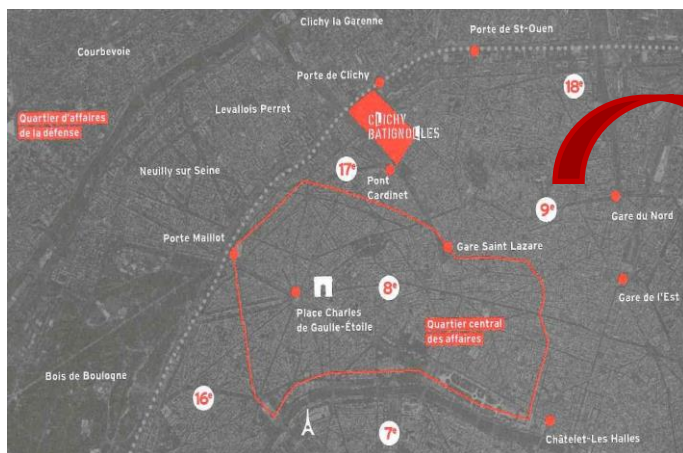 Clichy la Garenne
Porte de St-Ouen
Courbevoie
Porte de Clichy
18e
Levallois Perret
Quartier d'affaires
de la défense
CLICHY
BATIGNOLLES
Neuilly sur Seine
17e
Pont
Cardinet
9e
Gare du Nord
Porte Maillot
Gare Saint Lazare
8e
Gare de l'Est
Place Charles
de Gaulle-Étoile
Quartier central
des affaires
Bois de Boulogne
16e
7e
Châtelet-Les Halles